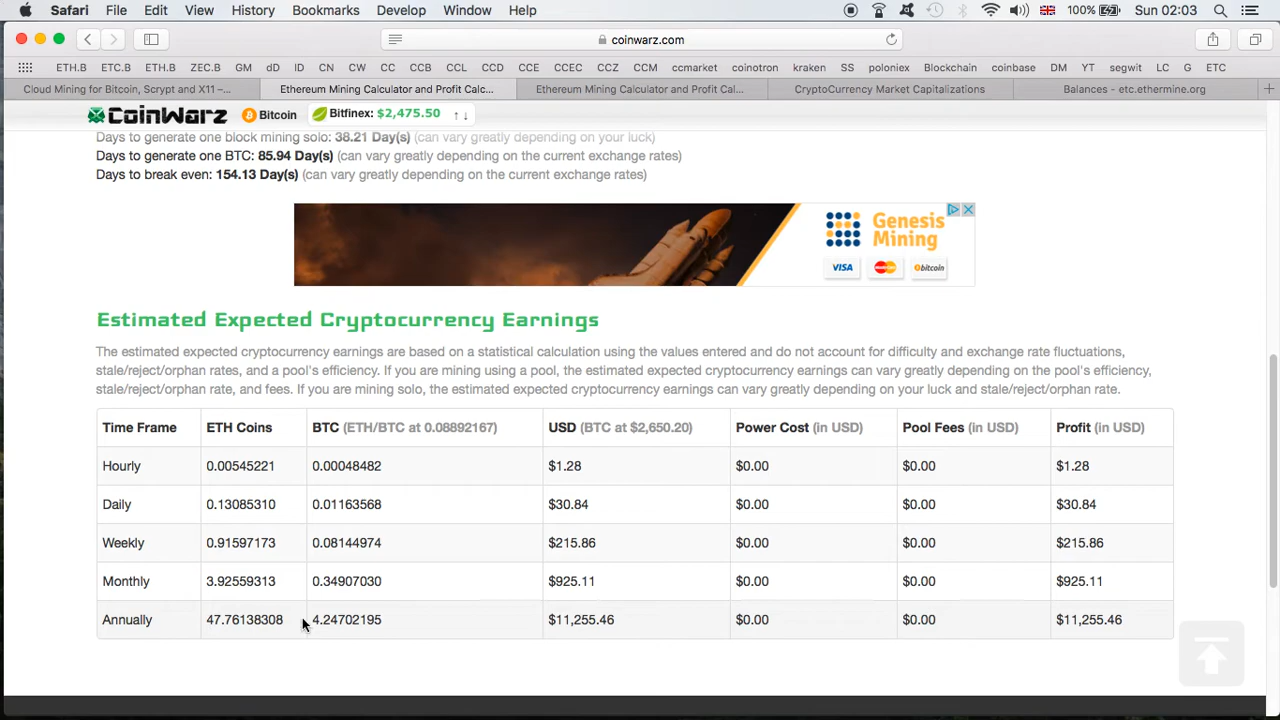 Safari File Edit View History Bookmarks Develop Window Help 100% Sun 02:03
coinwarz.com
ETH.B ETC.B ETH.B ZEC.B GM dD ID CN CW CC CCB CCL CCD CCE CCEC CCZ CCM ccmarket coinotron kraken SS poloniex Blockchain coinbase DM YT segwit LC G ETC
Cloud Mining for Bitcoin, Scrypt and X11 –... Ethereum Mining Calculator and Profit Calc... Ethereum Mining Calculator and Profit Cal... CryptoCurrency Market Capitalizations Balances - etc.ethermine.org
CoinWarz Bitcoin Bitfinex: $2,475.50 ↑ ↓
Days to generate one block mining solo: 38.21 Day(s) (can vary greatly depending on your luck)
Days to generate one BTC: 85.94 Day(s) (can vary greatly depending on the current exchange rates)
Days to break even: 154.13 Day(s) (can vary greatly depending on the current exchange rates)
Genesis
Mining
VISA MasterCard bitcoin
Estimated Expected Cryptocurrency Earnings
The estimated expected cryptocurrency earnings are based on a statistical calculation using the values entered and do not account for difficulty and exchange rate fluctuations,
stale/reject/orphan rates, and a pool's efficiency. If you are mining using a pool, the estimated expected cryptocurrency earnings can vary greatly depending on the pool's efficiency,
stale/reject/orphan rate, and fees. If you are mining solo, the estimated expected cryptocurrency earnings can vary greatly depending on your luck and stale/reject/orphan rate.
Time Frame ETH Coins BTC (ETH/BTC at 0.08892167) USD (BTC at $2,650.20) Power Cost (in USD) Pool Fees (in USD) Profit (in USD)
Hourly 0.00545221 0.00048482 $1.28 $0.00 $0.00 $1.28
Daily 0.13085310 0.01163568 $30.84 $0.00 $0.00 $30.84
Weekly 0.91597173 0.08144974 $215.86 $0.00 $0.00 $215.86
Monthly 3.92559313 0.34907030 $925.11 $0.00 $0.00 $925.11
Annually 47.76138308 4.24702195 $11,255.46 $0.00 $0.00 $11,255.46